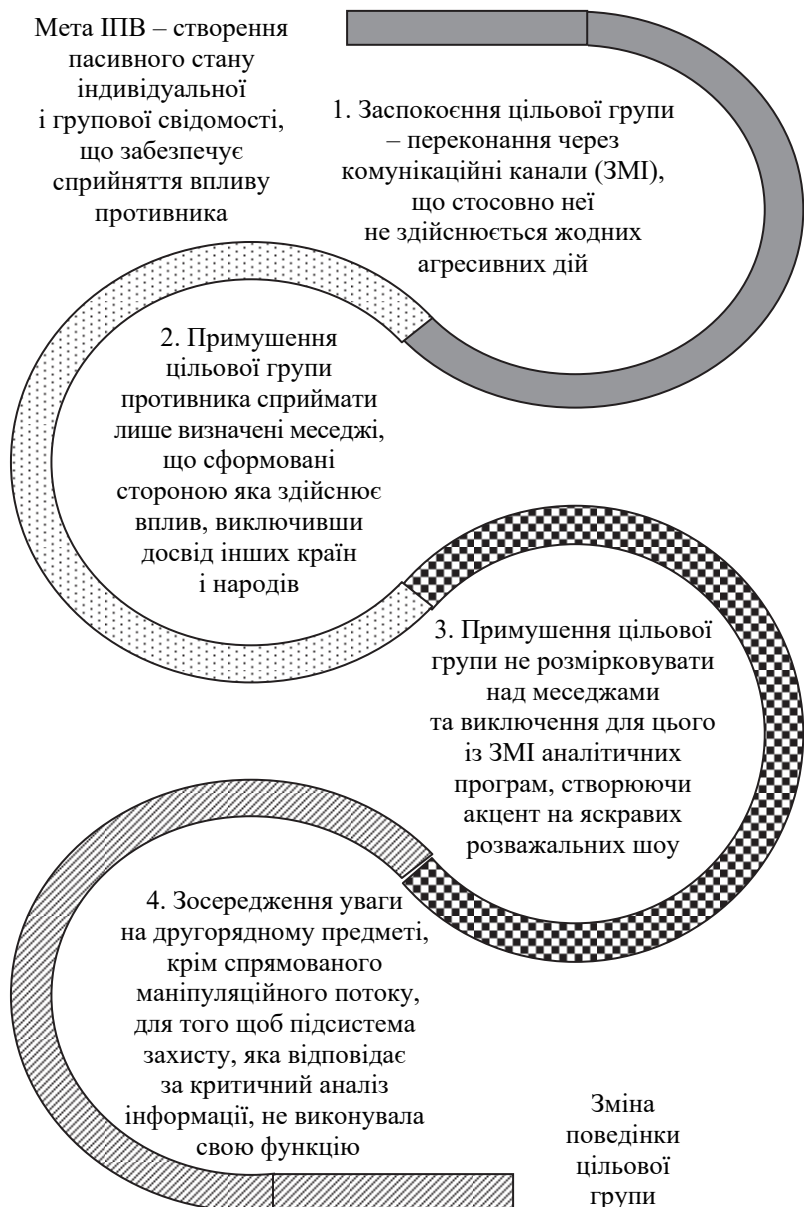 Мета ІПВ – створення
пасивного стану
індивідуальної
і групової свідомості,
що забезпечує
сприйняття впливу
противника
1. Заспокоєння цільової групи
– переконання через
комунікаційні канали (ЗМІ),
що стосовно неї
не здійснюється жодних
агресивних дій
2. Примушення
цільової групи
противника сприймати
лише визначені меседжі,
що сформовані
стороною яка здійснює
вплив, виключивши
досвід інших країн
і народів
3. Примушення цільової
групи не розмірковувати
над меседжами
та виключення для цього
із ЗМІ аналітичних
програм, створюючи
акцент на яскравих
розважальних шоу
4. Зосередження уваги
на другорядному предметі,
крім спрямованого
маніпуляційного потоку,
для того щоб підсистема
захисту, яка відповідає
за критичний аналіз
інформації, не виконувала
свою функцію
Зміна
поведінки
цільової
групи